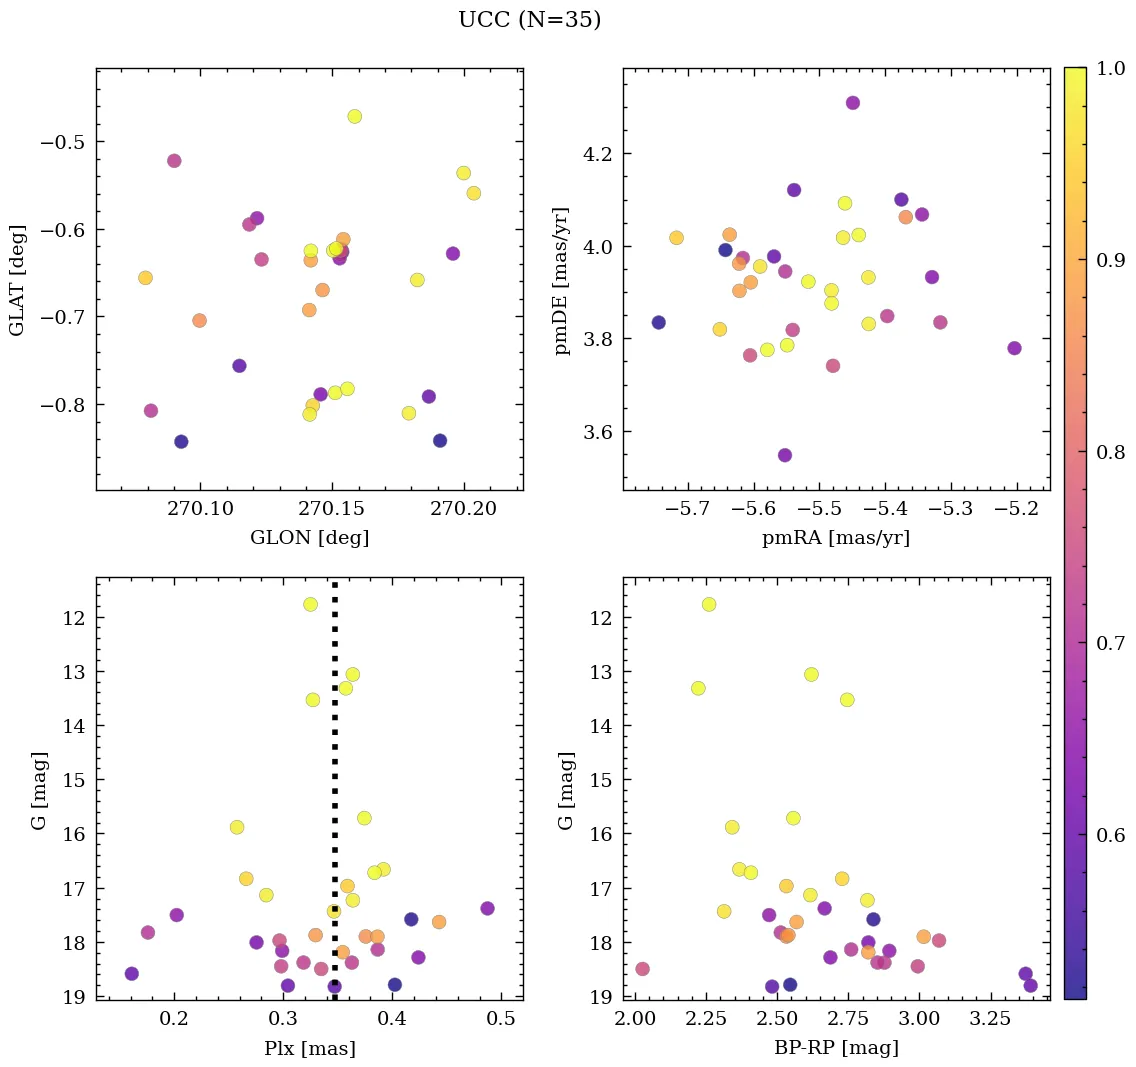 UCC (N=35)
−0.5
−0.6
−0.7
−0.8
GLAT [deg]
270.10 270.15 270.20
GLON [deg]
4.2
4.0
3.8
3.6
pmDE [mas/yr]
−5.7 −5.6 −5.5 −5.4 −5.3 −5.2
pmRA [mas/yr]
12
13
14
15
16
17
18
19
G [mag]
0.2 0.3 0.4 0.5
Plx [mas]
12
13
14
15
16
17
18
19
G [mag]
2.00 2.25 2.50 2.75 3.00 3.25
BP-RP [mag]
1.0
0.9
0.8
0.7
0.6